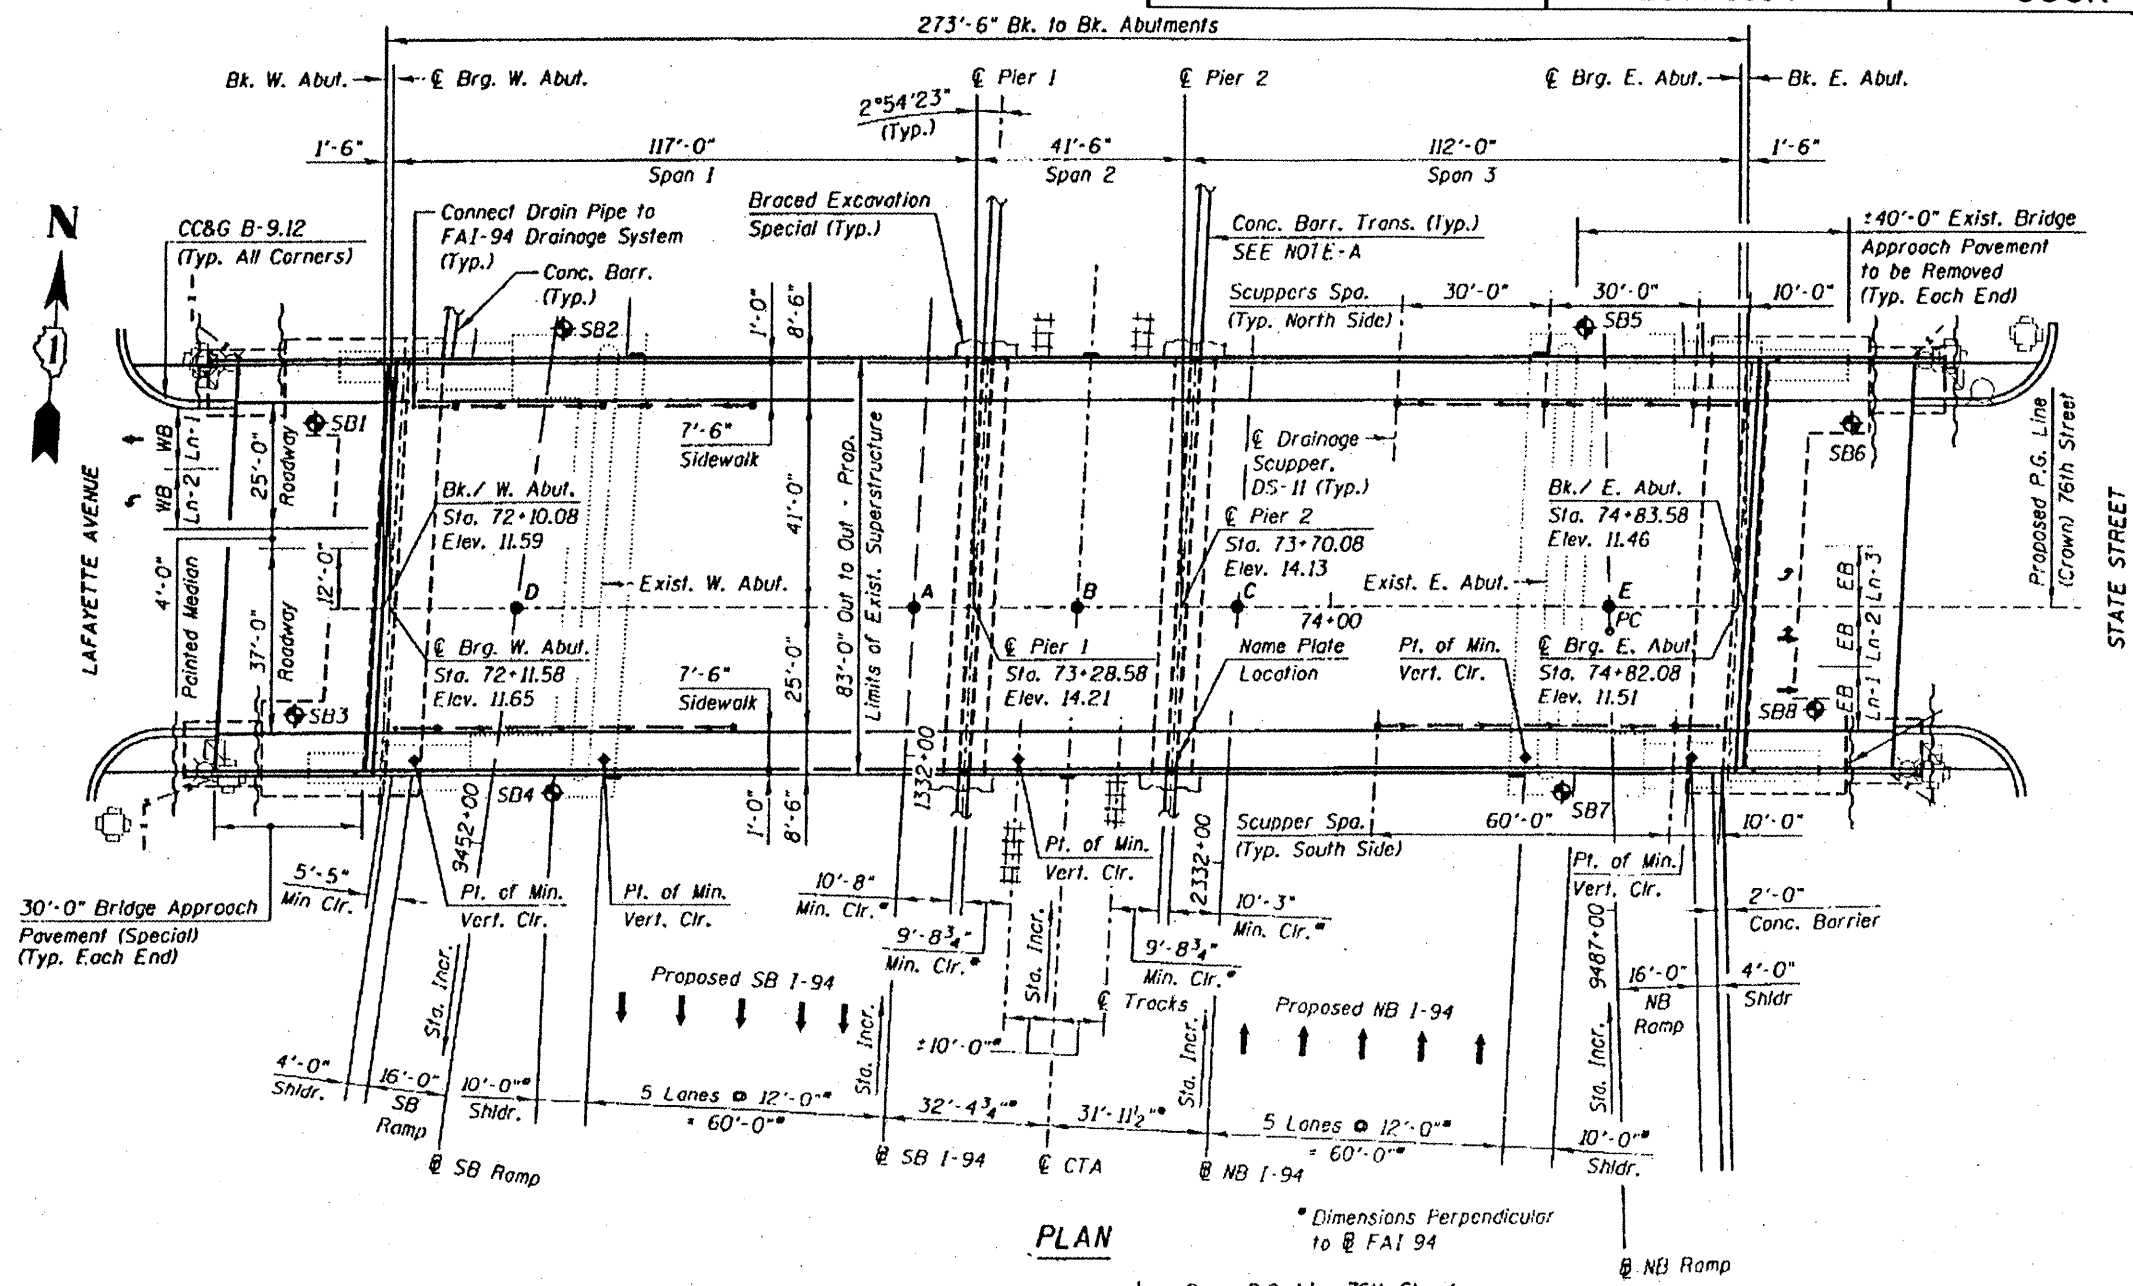 273'-6" Bk. to Bk. Abutments
Bk. W. Abut.
℄ Brg. W. Abut.
℄ Pier 1
℄ Pier 2
℄ Brg. E. Abut.
Bk. E. Abut.
2°54'23"
(Typ.)
1'-6"
117'-0"
Span 1
41'-6"
Span 2
112'-0"
Span 3
1'-6"
N
1
CC&G B-9.12
(Typ. All Corners)
Connect Drain Pipe to
FAI-94 Drainage System
(Typ.)
Conc. Barr.
(Typ.)
Braced Excavation
Special (Typ.)
Conc. Barr. Trans. (Typ.)
SEE NOTE-A
±40'-0" Exist. Bridge
Approach Pavement
to be Removed
(Typ. Each End)
Scuppers Spa.
(Typ. North Side)
30'-0"
30'-0"
10'-0"
SB2
SB5
1'-0"
8'-6"
SB1
SB6
LAFAYETTE AVENUE
WB
Ln-1
WB
Ln-2
25'-0"
Roadway
4'-0"
Painted Median
12'-0"
37'-0"
Roadway
7'-6"
Sidewalk
41'-0"
83'-0" Out to Out - Prop.
Limits of Exist. Superstructure
℄ Drainage
Scupper,
DS-11 (Typ.)
Bk./ W. Abut.
Sta. 72+10.08
Elev. 11.59
℄ Pier 2
Sta. 73+70.08
Elev. 14.13
Bk./ E. Abut.
Sta. 74+83.58
Elev. 11.46
Proposed P.G. Line
(Crown) 76th Street
STATE STREET
EB
Ln-3
EB
Ln-2
EB
Ln-1
Exist. W. Abut.
Exist. E. Abut.
D
A
B
C
E
PC
74+00
℄ Brg. W. Abut.
Sta. 72+11.58
Elev. 11.65
7'-6"
Sidewalk
25'-0"
℄ Pier 1
Sta. 73+28.58
Elev. 14.21
Name Plate
Location
Pt. of Min.
Vert. Clr.
℄ Brg. E. Abut.
Sta. 74+82.08
Elev. 11.51
SB3
SB8
SB4
SB7
9452+00
1'-0"
8'-6"
1332+00
2332+00
Scupper Spa.
(Typ. South Side)
60'-0"
10'-0"
5'-5"
Min Clr.
Pt. of Min.
Vert. Clr.
Pt. of Min.
Vert. Clr.
10'-8"
Min. Clr.*
Pt. of Min.
Vert. Clr.
10'-3"
Min. Clr.*
Pt. of Min.
Vert. Clr.
2'-0"
Conc. Barrier
30'-0" Bridge Approach
Pavement (Special)
(Typ. Each End)
9'-8¾"
Min. Clr.*
9'-8¾"
Min. Clr.*
9487+00
16'-0"
NB
Ramp
4'-0"
Shldr
Sta. Incr.
Proposed SB I-94
Sta. Incr.
Sta. Incr.
℄ Tracks
±10'-0"*
Sta. Incr.
Proposed NB I-94
Sta. Incr.
4'-0"
Shldr.
16'-0"
SB
Ramp
10'-0"*
Shldr.
5 Lanes @ 12'-0"*
= 60'-0"*
32'-4¾"*
31'-11½"*
5 Lanes @ 12'-0"*
= 60'-0"*
10'-0"*
Shldr.
℄ SB Ramp
℄ SB I-94
℄ CTA
℄ NB I-94
PLAN
* Dimensions Perpendicular
to ℄ FAI 94
℄ NB Ramp